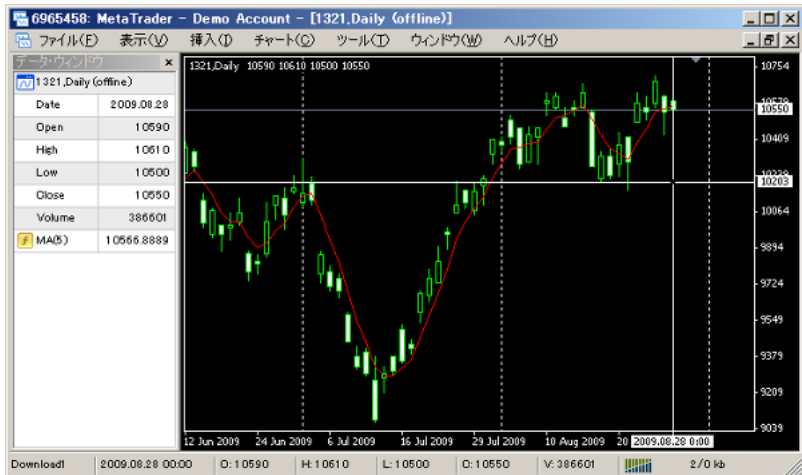 6965458: MetaTrader - Demo Account - [1321,Daily (offline)]
ファイル(F) 表示(V) 挿入(I) チャート(C) ツール(T) ウィンドウ(W) ヘルプ(H)
データ・ウィンドウ
1321,Daily (offline)
Date 2009.08.28
Open 10590
High 10610
Low 10500
Close 10550
Volume 386601
MA(5) 10566.8889
1321,Daily 10590 10610 10500 10550
10754
10550
10409
10203
10064
9894
9724
9549
9379
9209
9039
12 Jun 2009 24 Jun 2009 6 Jul 2009 16 Jul 2009 29 Jul 2009 10 Aug 2009 20 2009.08.28 0:00
Download1 2009.08.28 00:00 O: 10590 H: 10610 L: 10500 C: 10550 V: 386601 2/0 kb